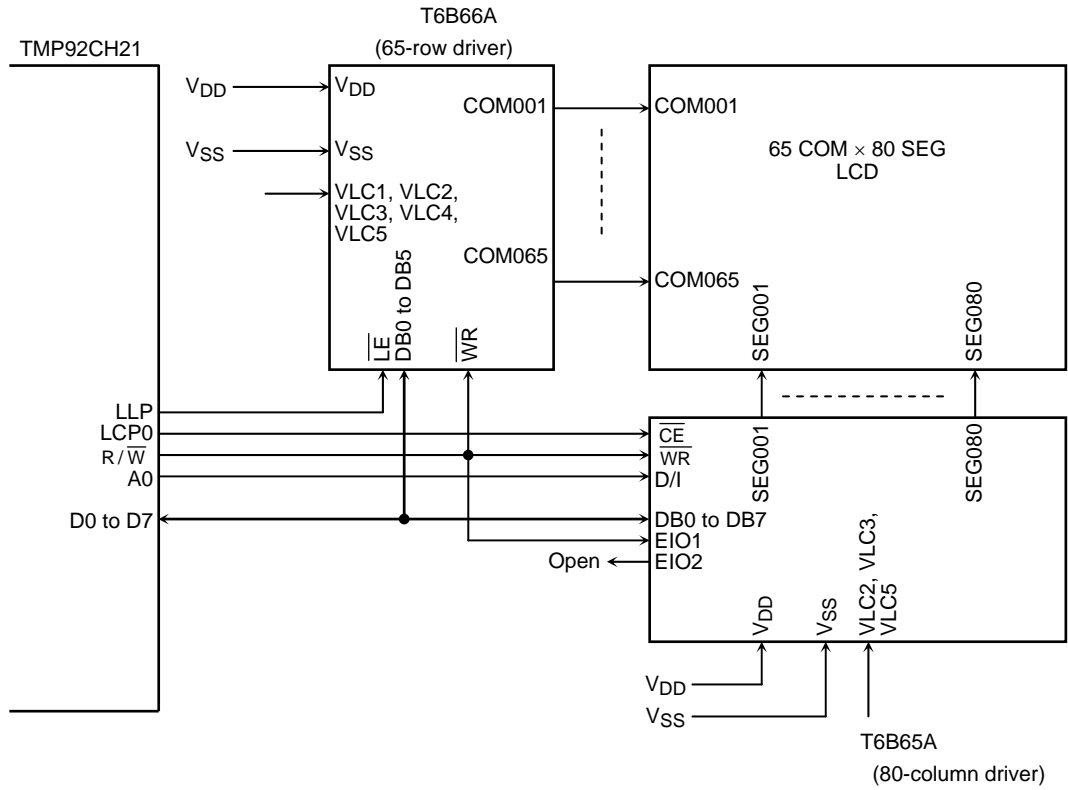 T6B66A
(65-row driver)
TMP92CH21
VDD
VSS
VDD
VSS
VLC1, VLC2,
VLC3, VLC4,
VLC5
COM001
COM065
LE
DB0 to DB5
WR
COM001
65 COM × 80 SEG
LCD
COM065
SEG001
SEG080
LLP
LCP0
R/W
A0
D0 to D7
CE
WR
D/I
DB0 to DB7
EIO1
EIO2
Open
SEG001
SEG080
VDD
VSS
VLC2, VLC3,
VLC5
VDD
VSS
T6B65A
(80-column driver)